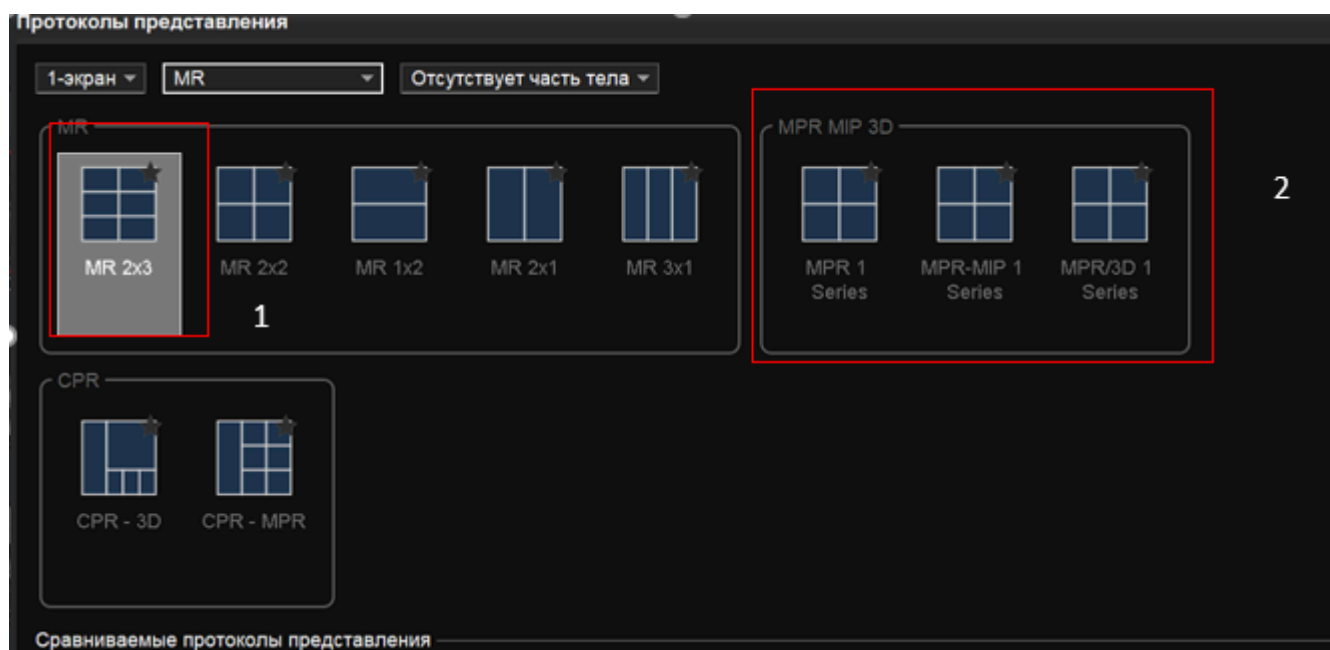 Протоколы представления
1-экран MR Отсутствует часть тела
MR
MPR MIP 3D
MR 2x3 MR 2x2 MR 1x2 MR 2x1 MR 3x1
MPR 1 Series
MPR-MIP 1 Series
MPR/3D 1 Series
1
2
CPR
CPR - 3D CPR - MPR
Сравниваемые протоколы представления